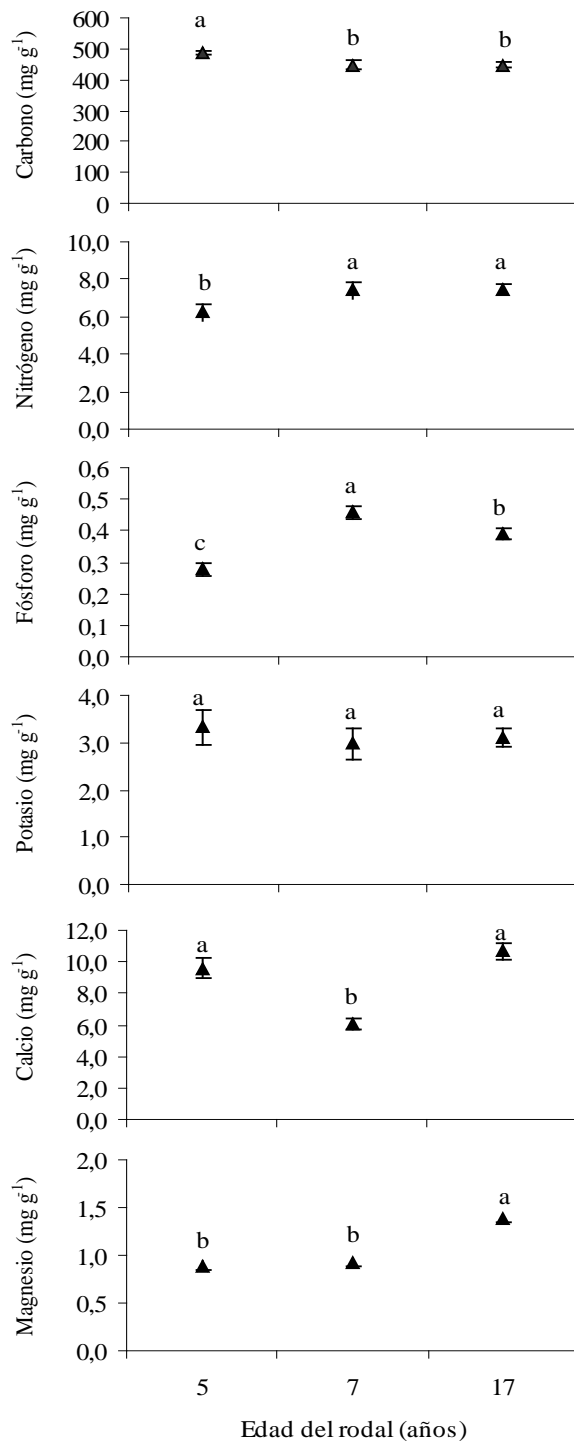 Carbono (mg g-1)
600
500
400
300
200
100
0
a
b
b
Nitrógeno (mg g-1)
10,0
8,0
6,0
4,0
2,0
0,0
b
a
a
Fósforo (mg g-1)
0,6
0,5
0,4
0,3
0,2
0,1
0,0
c
a
b
Potasio (mg g-1)
4,0
3,0
2,0
1,0
0,0
a
a
a
Calcio (mg g-1)
12,0
10,0
8,0
6,0
4,0
2,0
0,0
a
b
a
Magnesio (mg g-1)
2,0
1,5
1,0
0,5
0,0
b
b
a
5
7
17
Edad del rodal (años)